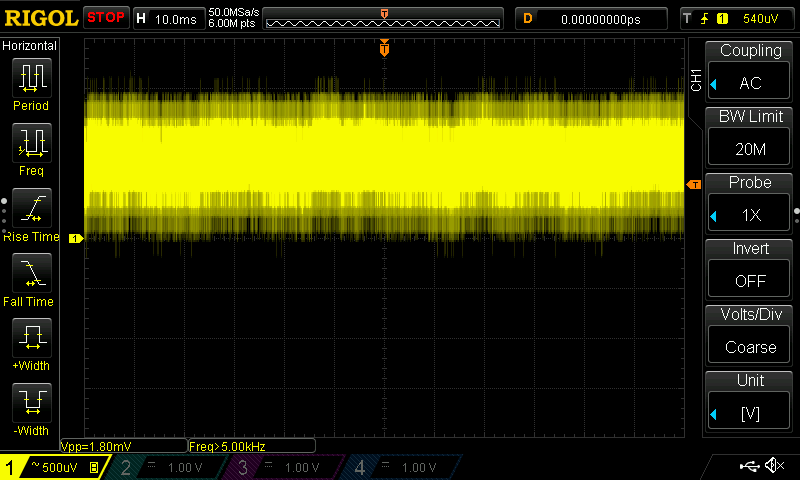 RIGOL STOP H 10.0ms 50.0MSa/s 6.00M pts D 0.00000000ps T 1 540uV
T
Horizontal
Period
Freq
Rise Time
Fall Time
+Width
-Width
T
1
T
CH1
Coupling
AC
BW Limit
20M
Probe
1X
Invert
OFF
Volts/Div
Coarse
Unit
[V]
Vpp=1.80mV Freq>5.00kHz
1 ~ 500uV B 2 1.00 V 3 1.00 V 4 1.00 V